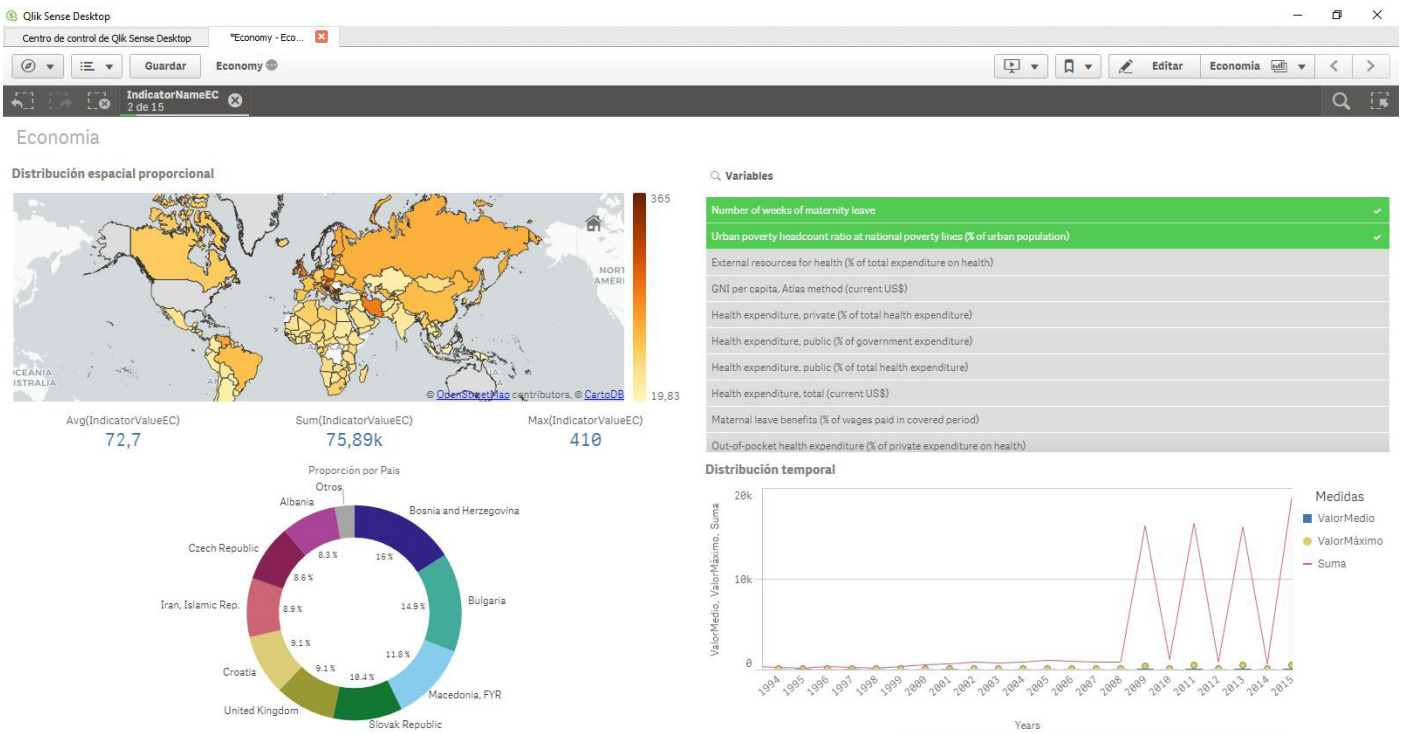 Qlik Sense Desktop
Centro de control de Qlik Sense Desktop
*Economy - Eco...
Guardar
Economy
Editar
Economia
IndicatorNameEC
2 de 15
Economia
Distribución espacial proporcional
365
NORT
AMERI
OCEANIA
© OpenStreetMap contributors, © CartoDB
19,83
Avg(IndicatorValueEC)
72,7
Sum(IndicatorValueEC)
75,89k
Max(IndicatorValueEC)
410
Variables
Number of weeks of maternity leave
Urban poverty headcount ratio at national poverty lines (% of urban population)
External resources for health (% of total expenditure on health)
GNI per capita, Atlas method (current US$)
Health expenditure, private (% of total health expenditure)
Health expenditure, public (% of government expenditure)
Health expenditure, public (% of total health expenditure)
Health expenditure, total (current US$)
Maternal leave benefits (% of wages paid in covered period)
Out-of-pocket health expenditure (% of private expenditure on health)
Proporción por Pais
Otros
Albania
Bosnia and Herzegovina
Czech Republic
8.3 %
16 %
8.6 %
Iran, Islamic Rep.
8.9 %
14.9 %
Bulgaria
9.1 %
11.8 %
Croatia
9.1 %
10.4 %
Macedonia, FYR
United Kingdom
Slovak Republic
Distribución temporal
ValorMedio, ValorMáximo, Suma
20k
10k
0
1994 1995 1996 1997 1998 1999 2000 2001 2002 2003 2004 2005 2006 2007 2008 2009 2010 2011 2012 2013 2014 2015
Years
Medidas
ValorMedio
ValorMáximo
Suma